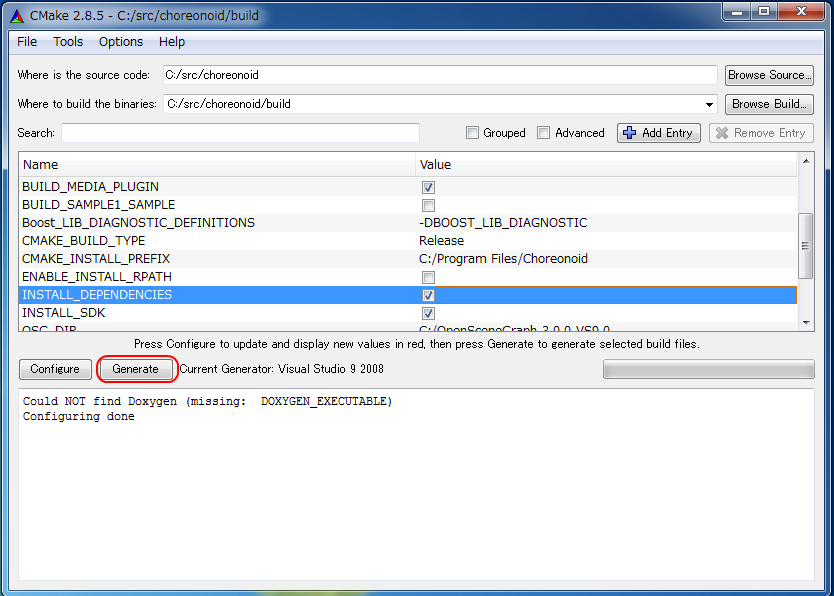 CMake 2.8.5 - C:/src/choreonoid/build
File Tools Options Help
Where is the source code: C:/src/choreonoid Browse Source...
Where to build the binaries: C:/src/choreonoid/build Browse Build...
Search: Grouped Advanced Add Entry Remove Entry
Name Value
BUILD_MEDIA_PLUGIN
BUILD_SAMPLE1_SAMPLE
Boost_LIB_DIAGNOSTIC_DEFINITIONS -DBOOST_LIB_DIAGNOSTIC
CMAKE_BUILD_TYPE Release
CMAKE_INSTALL_PREFIX C:/Program Files/Choreonoid
ENABLE_INSTALL_RPATH
INSTALL_DEPENDENCIES
INSTALL_SDK
OSG_DIR C:/OpenSceneGraph-3.0.0-VS9.0
Press Configure to update and display new values in red, then press Generate to generate selected build files.
Configure Generate Current Generator: Visual Studio 9 2008
Could NOT find Doxygen (missing:  DOXYGEN_EXECUTABLE)
Configuring done